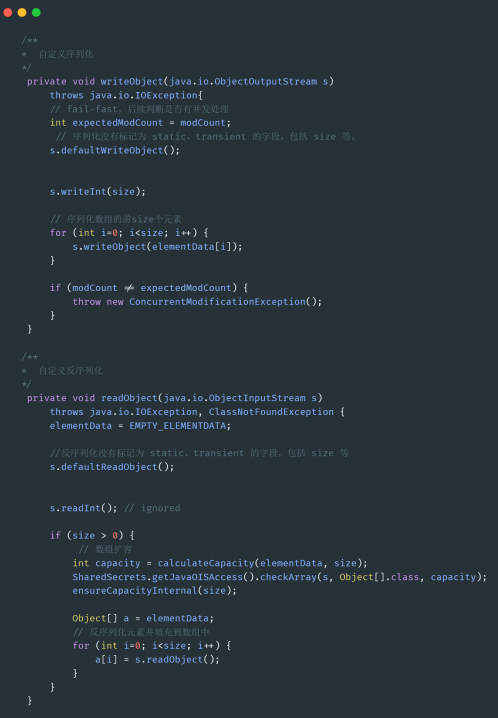 /**
*  自定义序列化
*/
private void writeObject(java.io.ObjectOutputStream s)
throws java.io.IOException{
// fail-fast，后续判断是否有并发处理
int expectedModCount = modCount;
// 序列化没有标记为 static、transient 的字段，包括 size 等。
s.defaultWriteObject();
s.writeInt(size);
// 序列化数组的前size个元素
for (int i=0; i<size; i++) {
s.writeObject(elementData[i]);
}
if (modCount != expectedModCount) {
throw new ConcurrentModificationException();
}
}
/**
*  自定义反序列化
*/
private void readObject(java.io.ObjectInputStream s)
throws java.io.IOException, ClassNotFoundException {
elementData = EMPTY_ELEMENTDATA;
//反序列化没有标记为 static、transient 的字段，包括 size 等
s.defaultReadObject();
s.readInt(); // ignored
if (size > 0) {
// 数组扩容
int capacity = calculateCapacity(elementData, size);
SharedSecrets.getJavaOISAccess().checkArray(s, Object[].class, capacity);
ensureCapacityInternal(size);
Object[] a = elementData;
// 反序列化元素并填充到数组中
for (int i=0; i<size; i++) {
a[i] = s.readObject();
}
}
}